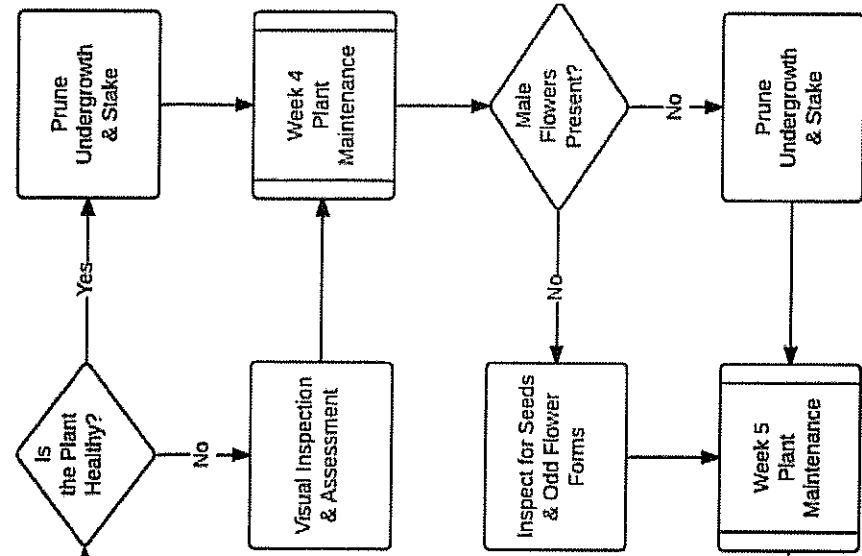 Is
the Plant
Healthy?
Yes
Prune
Undergrowth
& Stake
No
Visual Inspection
& Assessment
Week 4
Plant
Maintenance
Male
Flowers
Present?
No
Inspect for Seeds
& Odd Flower
Forms
No
Prune
Undergrowth
& Stake
Week 5
Plant
Maintenance